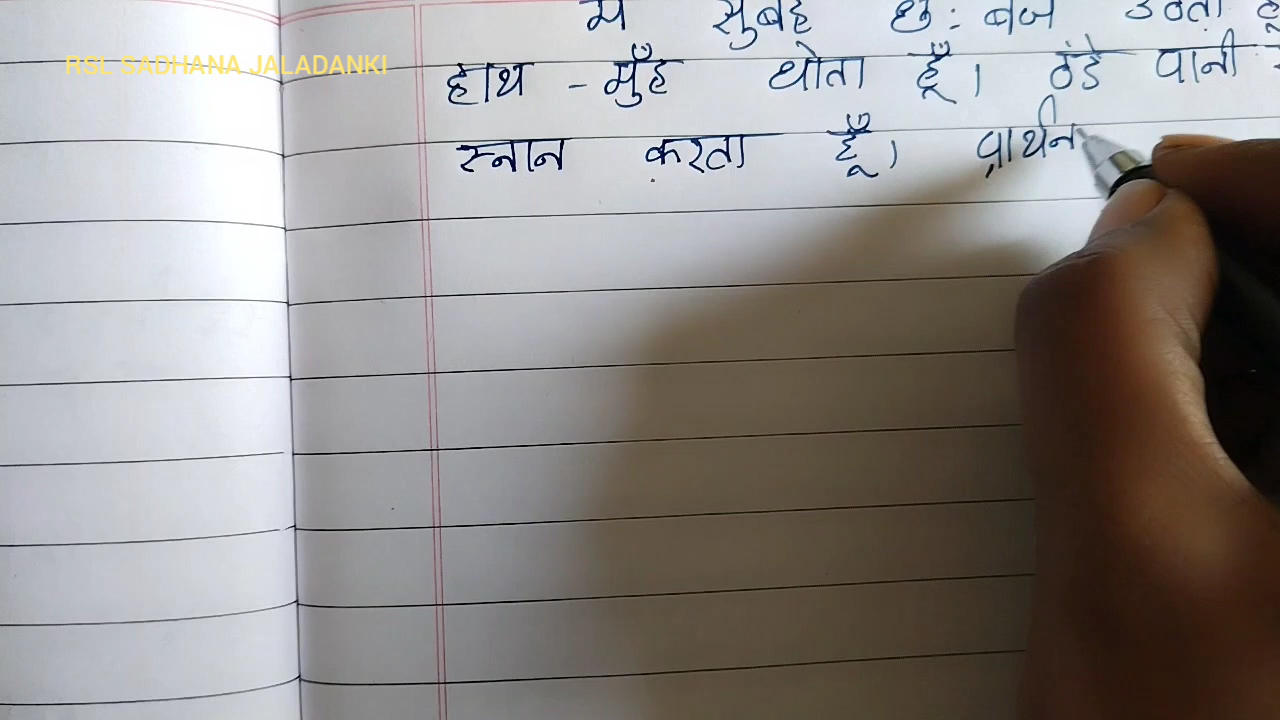 RSL SADHANA JALADANKI
सुबह छः बजे उठता
हाथ - मुँह धोता हूँ। ठंडे पानी
स्नान करता हूँ। प्रार्थन